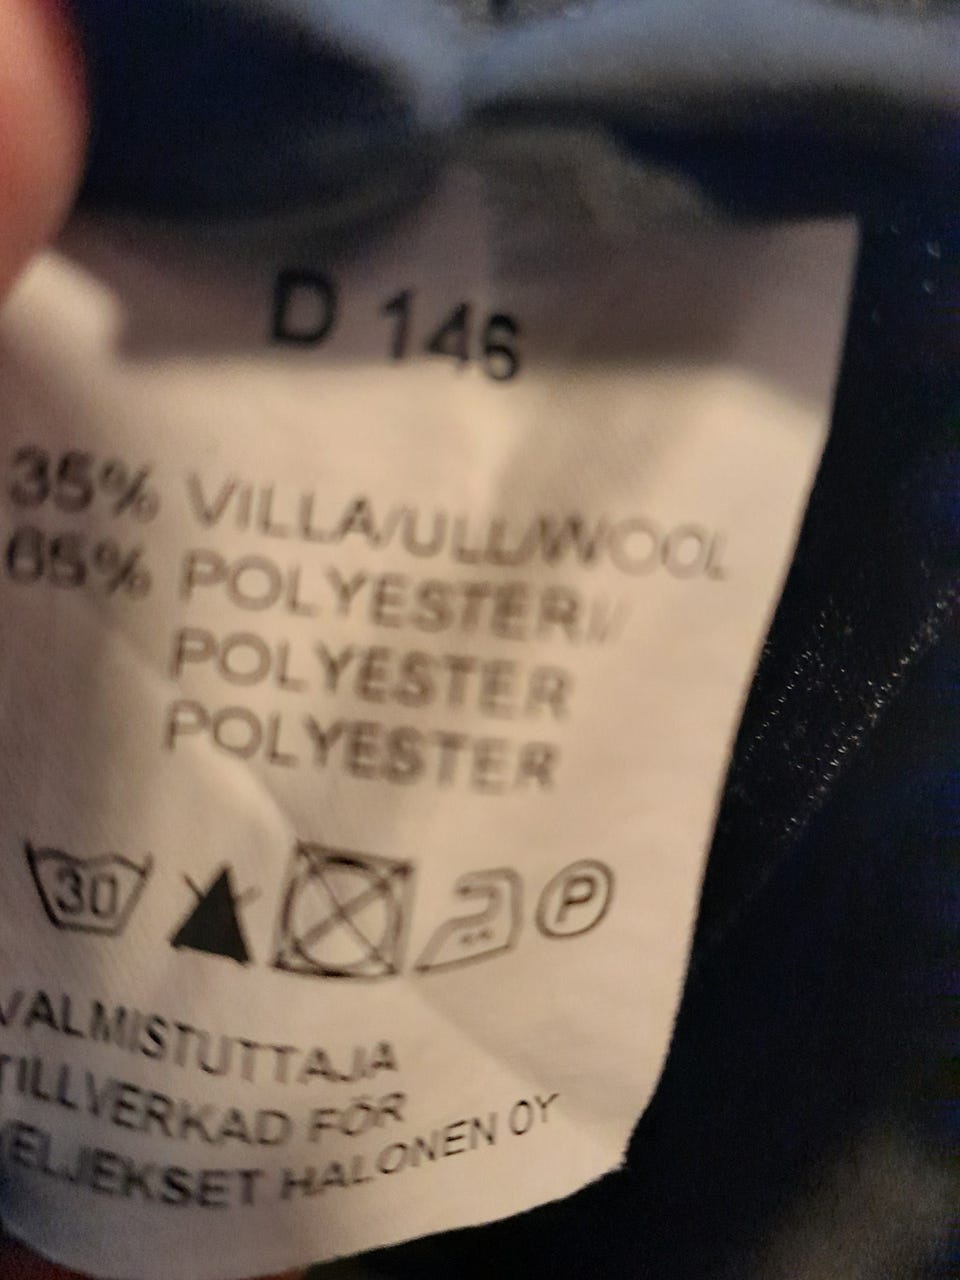 D 146
35% VILLA/ULL/WOOL
65% POLYESTERI/
POLYESTER
POLYESTER
30
P
VALMISTUTTAJA
TILLVERKAD FÖR
VELJEKSET HALONEN OY